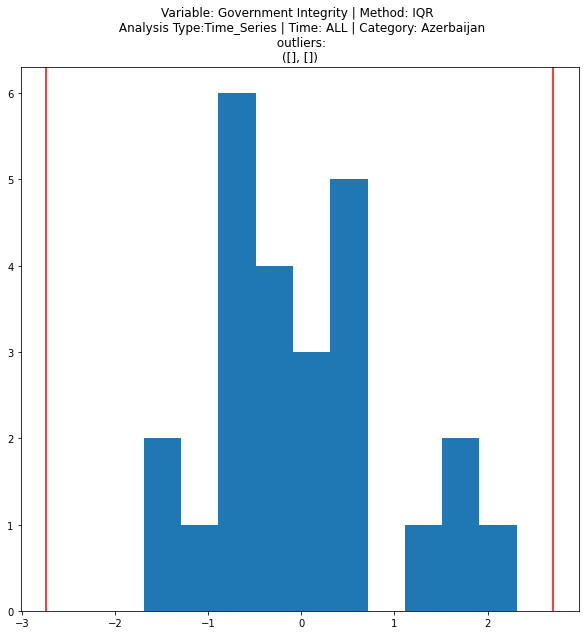 Variable: Government Integrity | Method: IQR
Analysis Type:Time_Series | Time: ALL | Category: Azerbaijan
outliers:
([], [])
6
5
4
3
2
1
0
−3 −2 −1 0 1 2